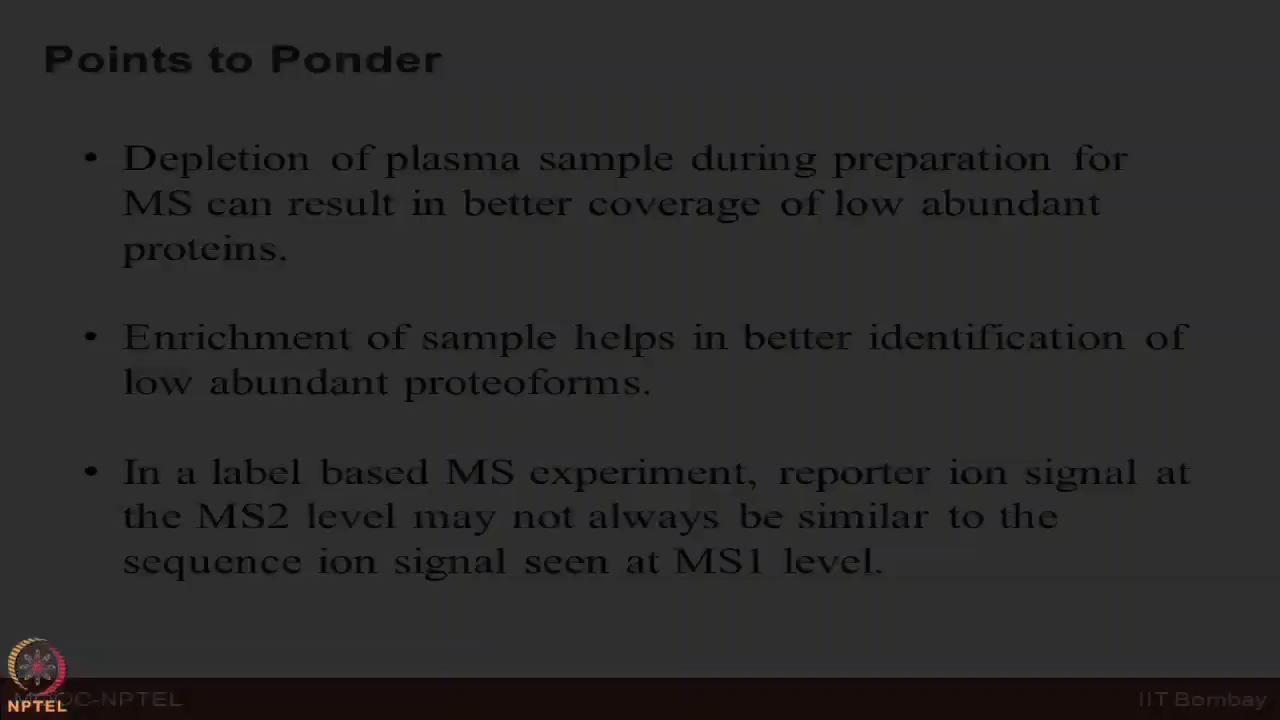 Points to Ponder
• Depletion of plasma sample during preparation for
MS can result in better coverage of low abundant
proteins.
• Enrichment of sample helps in better identification of
low abundant proteoforms.
• In a label based MS experiment, reporter ion signal at
the MS2 level may not always be similar to the
sequence ion signal seen at MS1 level.
MOOC-NPTEL
IIT Bombay
NPTEL